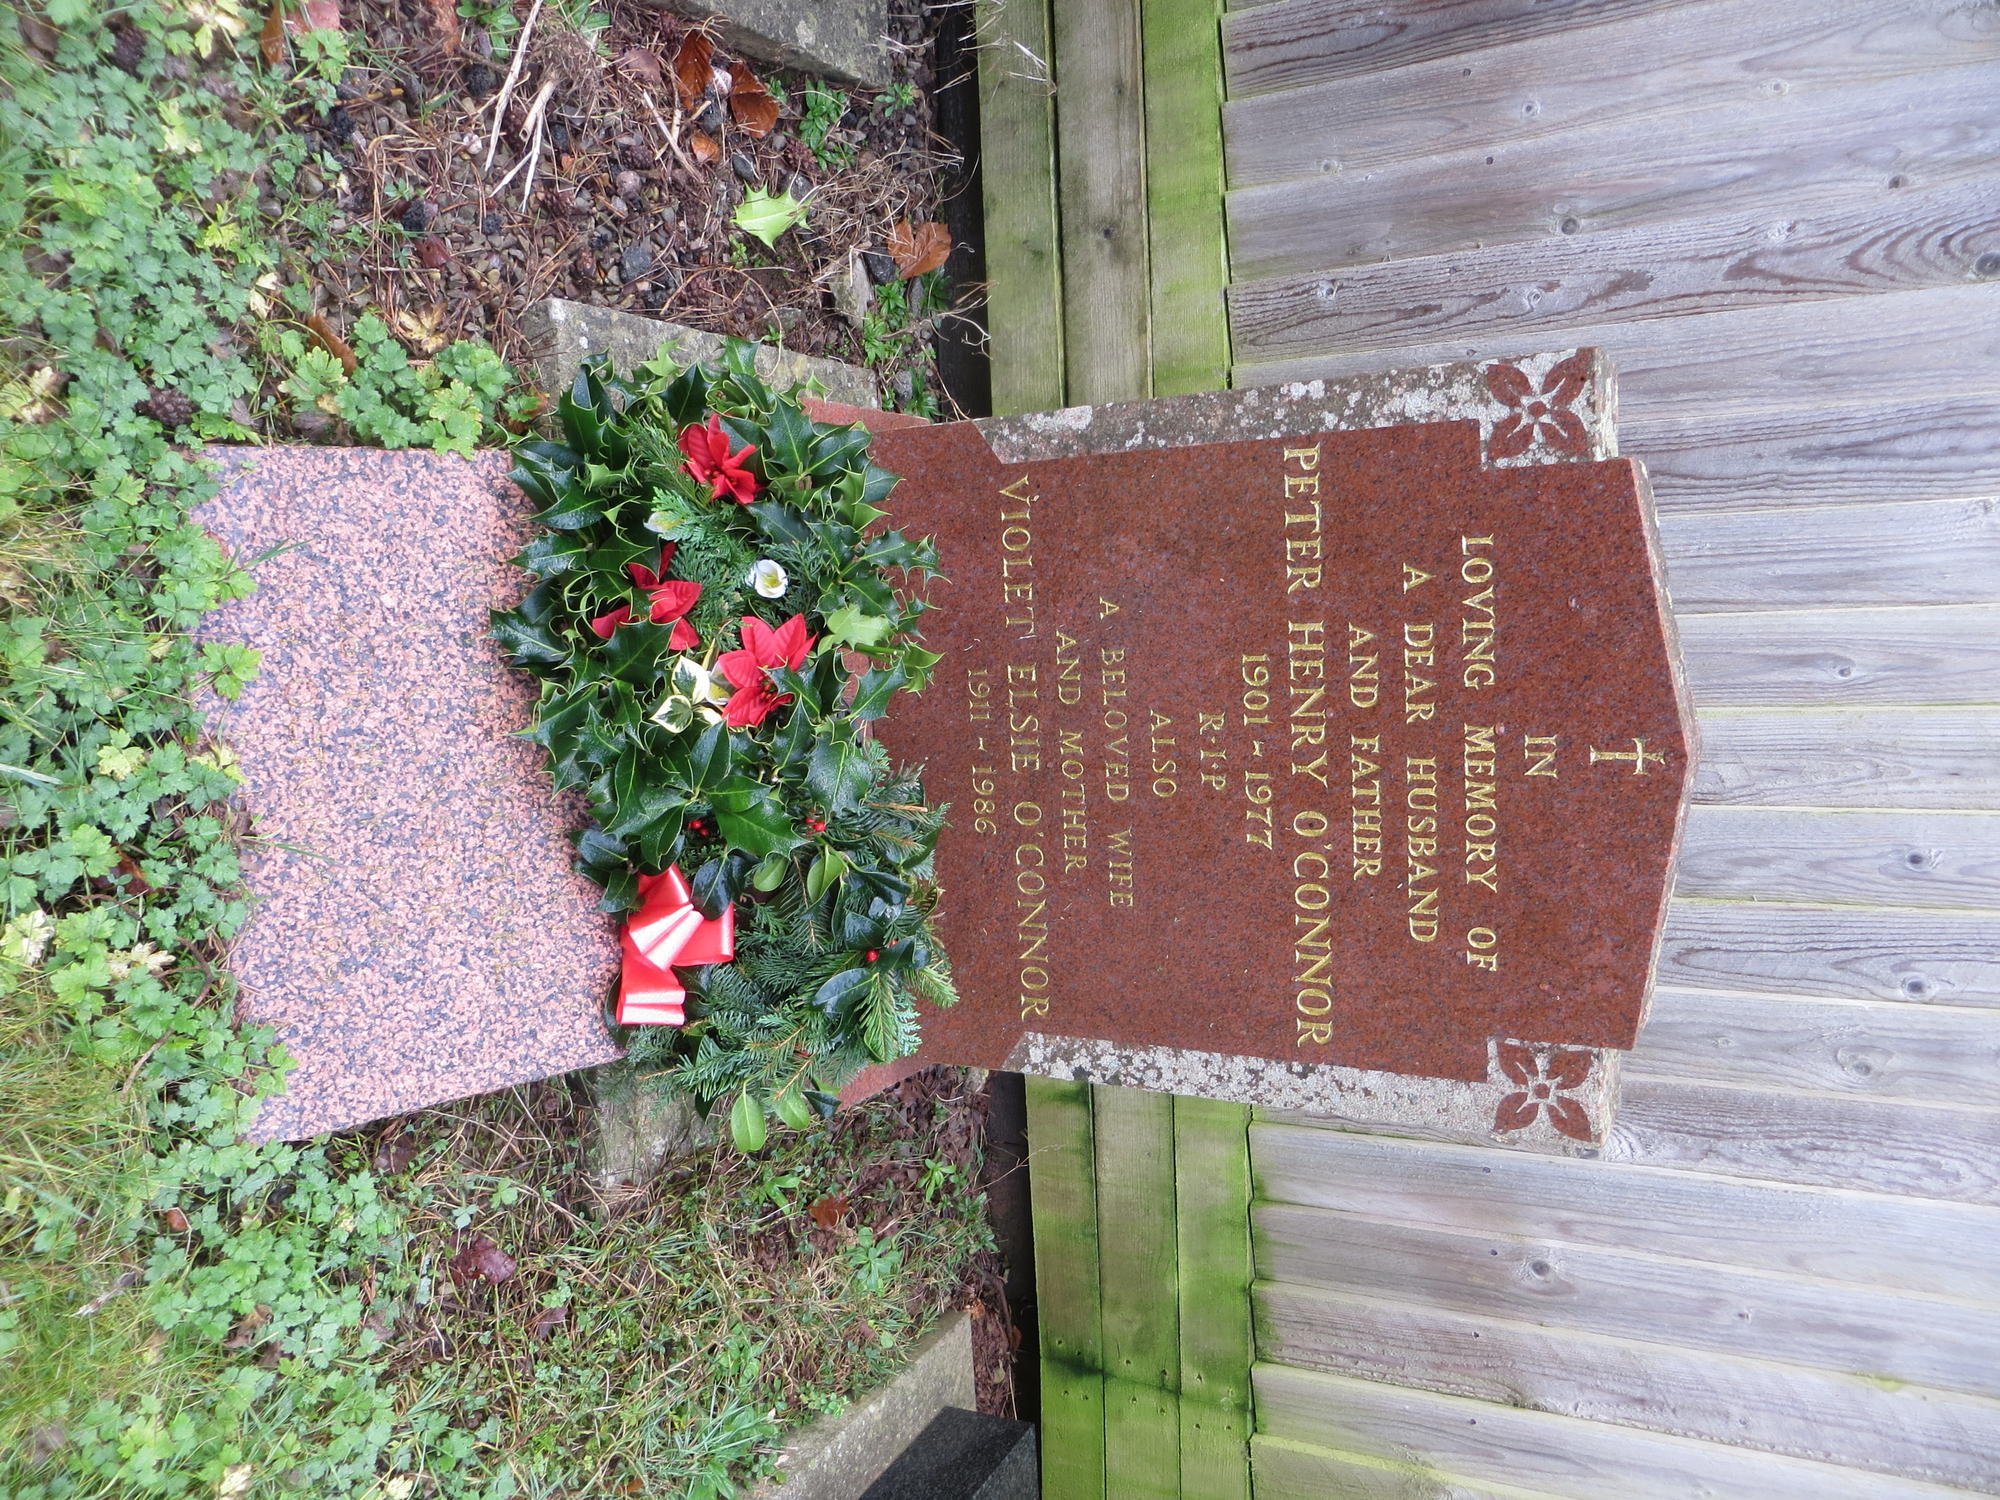 IN
LOVING MEMORY OF
A DEAR HUSBAND
AND FATHER
PETER HENRY O'CONNOR
1901 ~ 1977
R·I·P
ALSO
A BELOVED WIFE
AND MOTHER
VIOLET ELSIE O'CONNOR
1911 ~ 1986